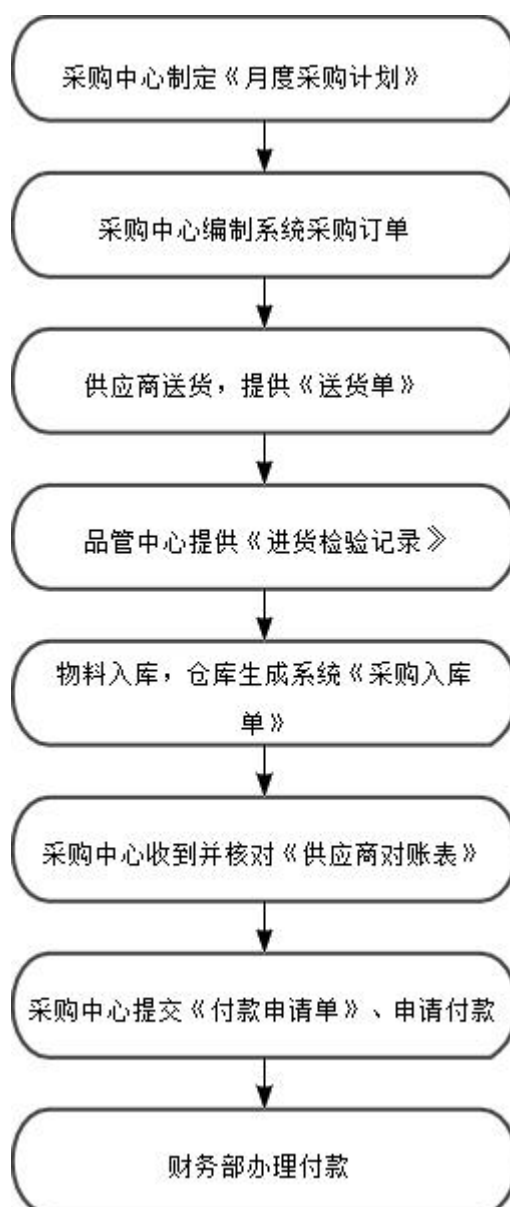 采购中心制定《月度采购计划》
采购中心编制系统采购订单
供应商送货，提供《送货单》
品管中心提供《进货检验记录》
物料入库，仓库生成系统《采购入库
单》
采购中心收到并核对《供应商对账表》
采购中心提交《付款申请单》、申请付款
财务部办理付款